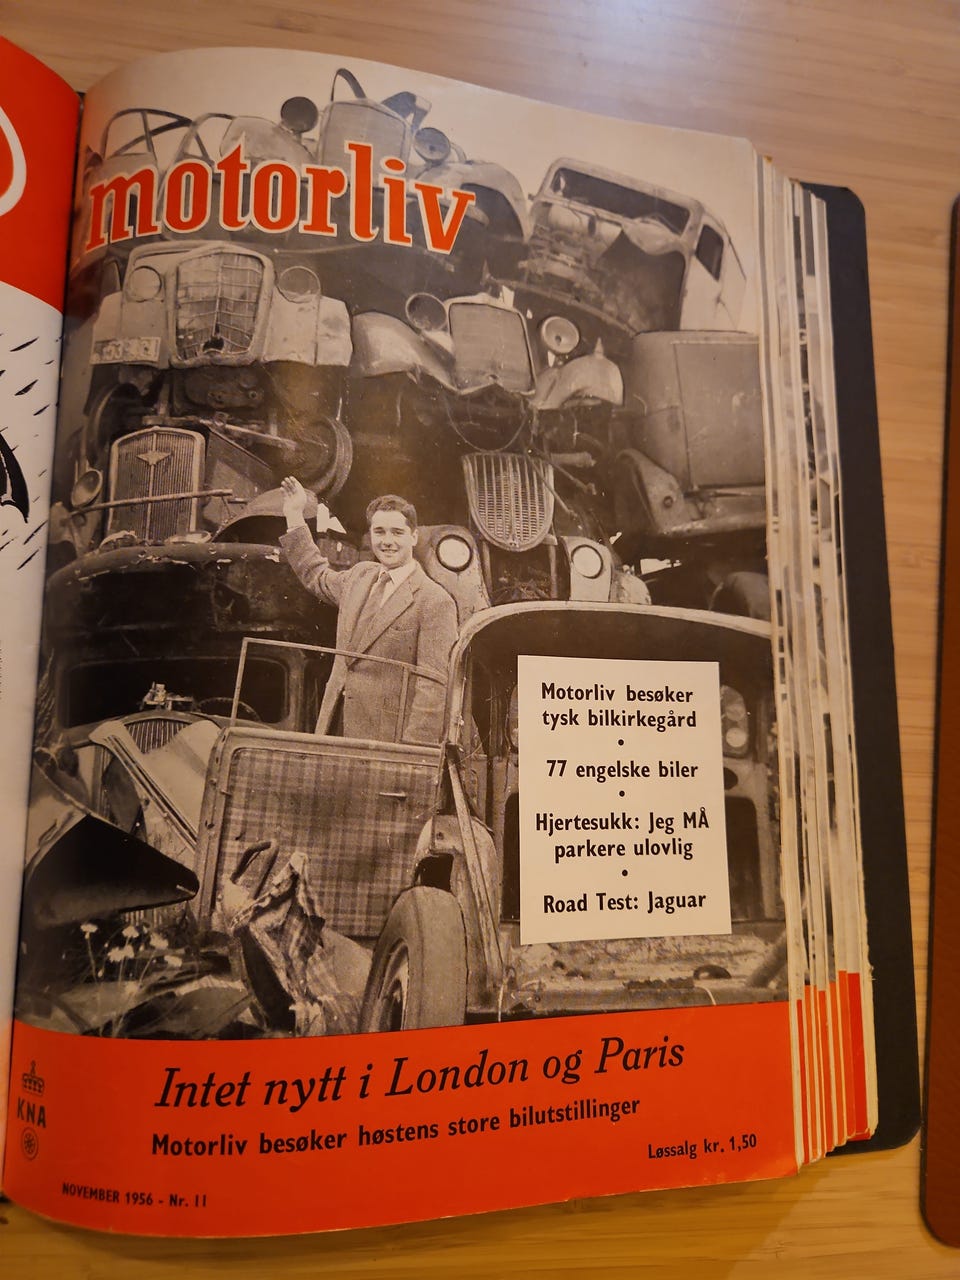 motorliv
Motorliv besøker
tysk bilkirkegård
•
77 engelske biler
•
Hjertesukk: Jeg MÅ
parkere ulovlig
•
Road Test: Jaguar
Intet nytt i London og Paris
Motorliv besøker høstens store bilutstillinger
KNA
Løssalg kr. 1,50
NOVEMBER 1956 - Nr. 11